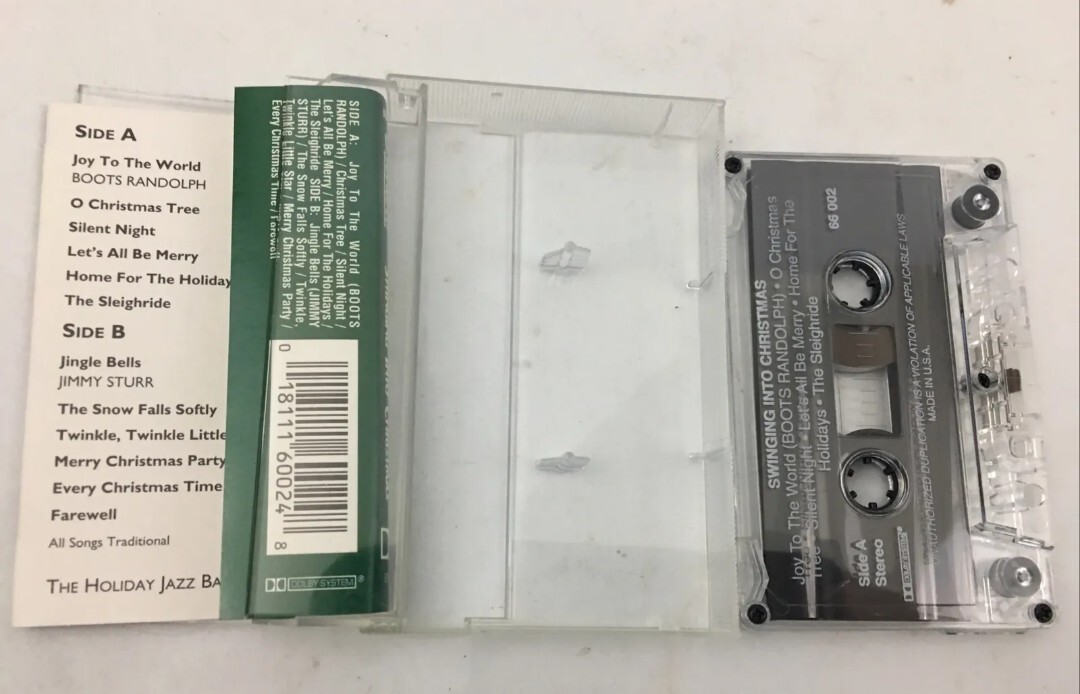 SIDE A
Joy To The World
BOOTS RANDOLPH
O Christmas Tree
Silent Night
Let's All Be Merry
Home For The Holiday
The Sleighride
SIDE B
Jingle Bells
JIMMY STURR
The Snow Falls Softly
Twinkle, Twinkle Little
Merry Christmas Party
Every Christmas Time
Farewell
All Songs Traditional
THE HOLIDAY JAZZ BA
SIDE A: Joy To The World (BOOTS
RANDOLPH) / Christmas Tree / Silent Night /
Let's All Be Merry / Home For The Holidays /
The Sleighride SIDE B: Jingle Bells (JIMMY
STURR) / The Snow Falls Softly / Twinkle,
Twinkle Little Star / Merry Christmas Party /
Every Christmas Time / Farewell
0 18111 60024 8
DOLBY SYSTEM®
66 002
SWINGING INTO CHRISTMAS
Joy To The World (BOOTS RANDOLPH) • O Christmas
Tree • Silent Night • Let's All Be Merry • Home For The
Holidays • The Sleighride
Side A
Stereo
DOLBY SYSTEM®
UNAUTHORIZED DUPLICATION IS A VIOLATION OF APPLICABLE LAWS
MADE IN U.S.A.